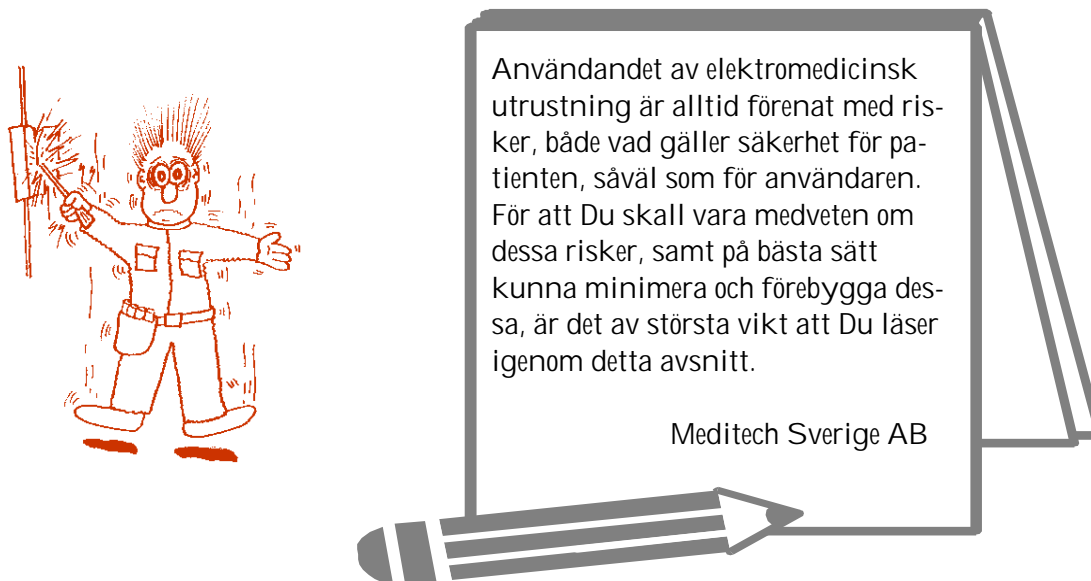 Användandet av elektromedicinsk
utrustning är alltid förenat med ris-
ker, både vad gäller säkerhet för pa-
tienten, såväl som för användaren.
För att Du skall vara medveten om
dessa risker, samt på bästa sätt
kunna minimera och förebygga des-
sa, är det av största vikt att Du läser
igenom detta avsnitt.
Meditech Sverige AB